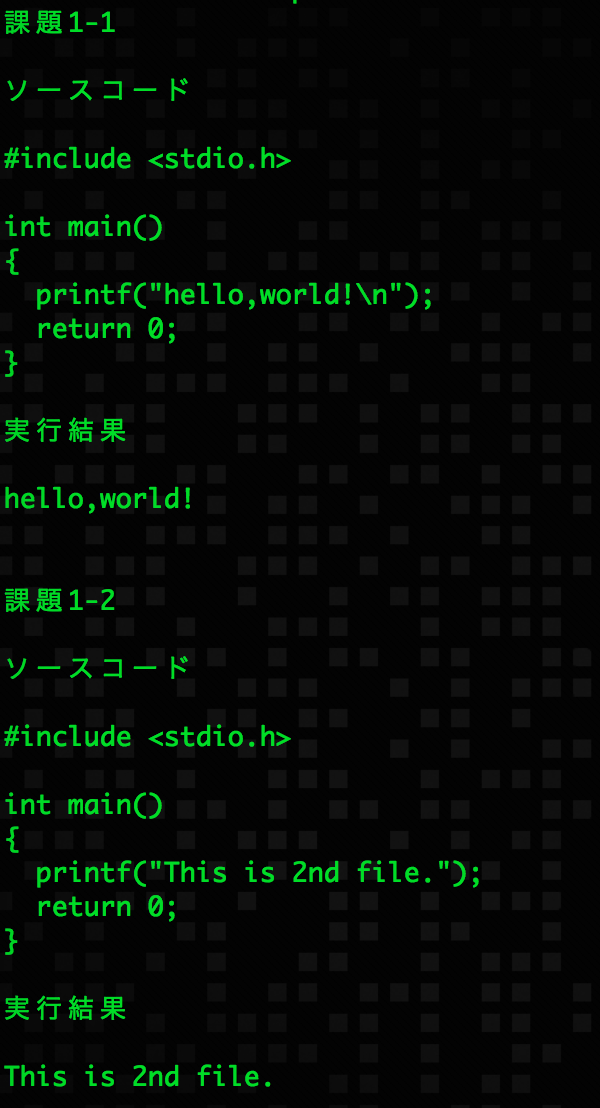 課題1-1
ソースコード
#include <stdio.h>
int main()
{
  printf("hello,world!\n");
  return 0;
}
実行結果
hello,world!
課題1-2
ソースコード
#include <stdio.h>
int main()
{
  printf("This is 2nd file.");
  return 0;
}
実行結果
This is 2nd file.